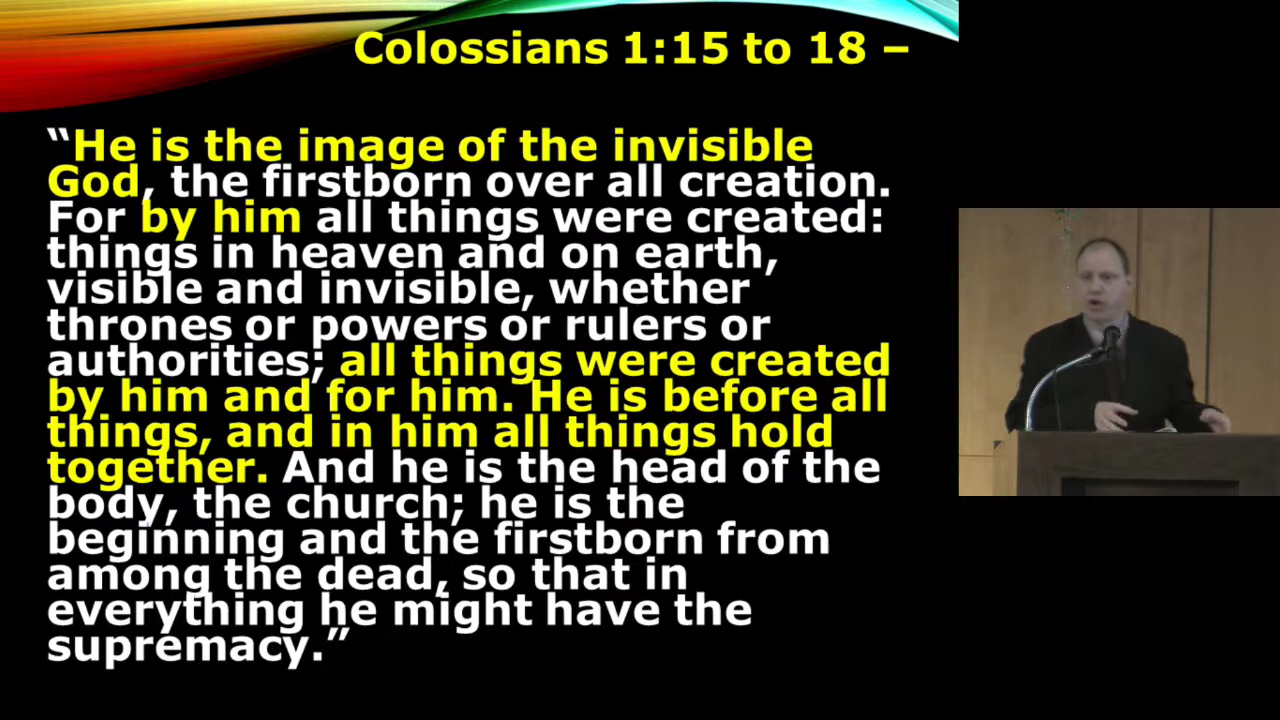 Colossians 1:15 to 18 –
“He is the image of the invisible
God, the firstborn over all creation.
For by him all things were created:
things in heaven and on earth,
visible and invisible, whether
thrones or powers or rulers or
authorities; all things were created
by him and for him. He is before all
things, and in him all things hold
together. And he is the head of the
body, the church; he is the
beginning and the firstborn from
among the dead, so that in
everything he might have the
supremacy.”